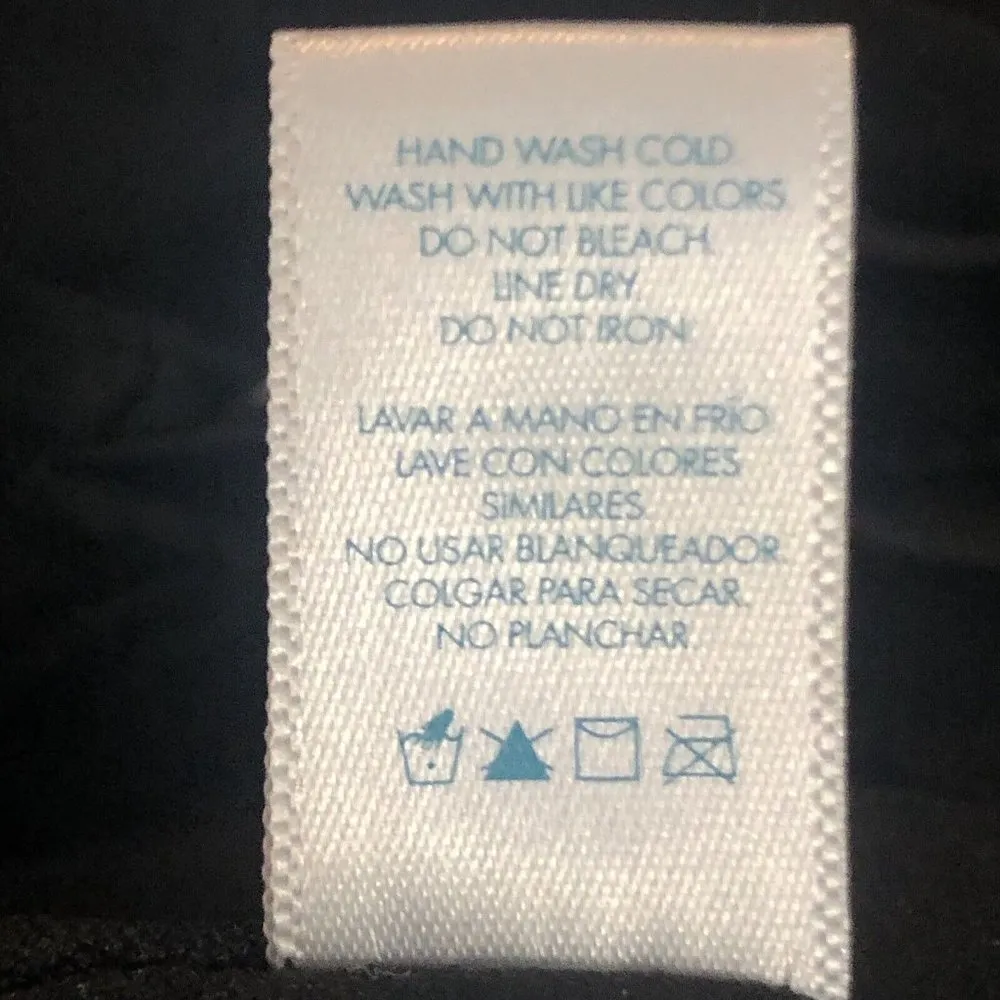 HAND WASH COLD.
WASH WITH LIKE COLORS.
DO NOT BLEACH.
LINE DRY.
DO NOT IRON.
LAVAR A MANO EN FRÍO.
LAVE CON COLORES
SIMILARES.
NO USAR BLANQUEADOR.
COLGAR PARA SECAR.
NO PLANCHAR